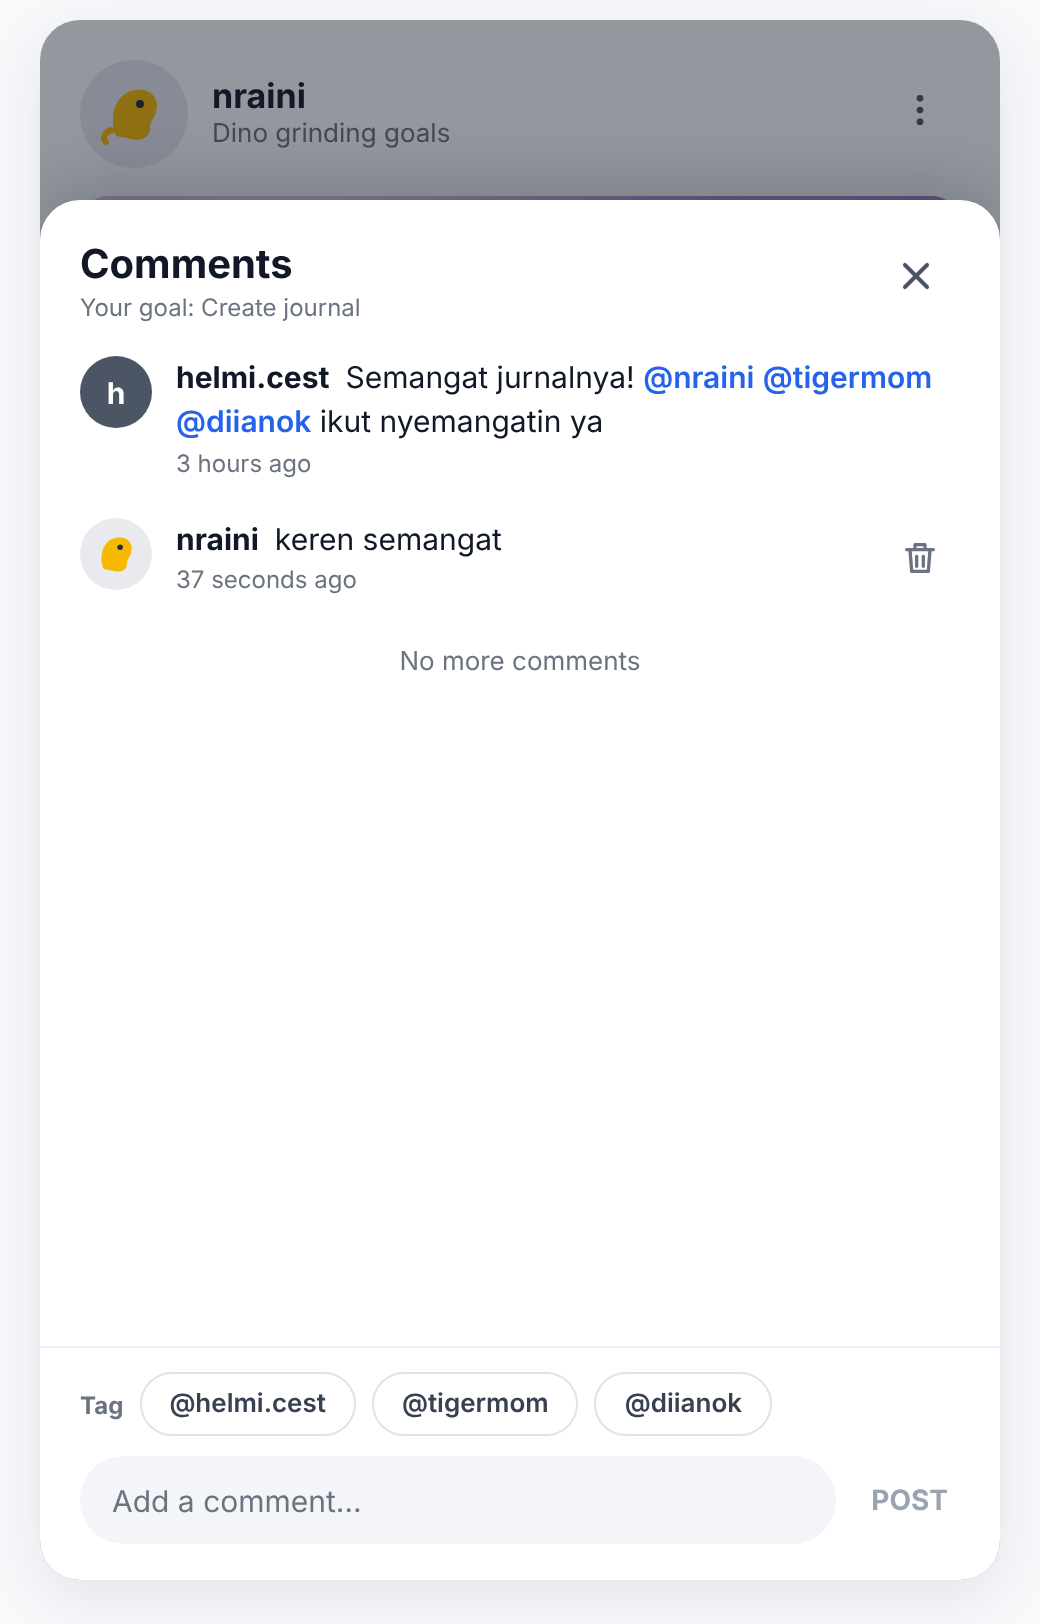 nraini
Dino grinding goals
Comments
Your goal: Create journal
h
helmi.cest Semangat jurnalnya! @nraini @tigermom
@diianok ikut nyemangatin ya
3 hours ago
nraini keren semangat
37 seconds ago
No more comments
Tag @helmi.cest @tigermom @diianok
Add a comment... POST